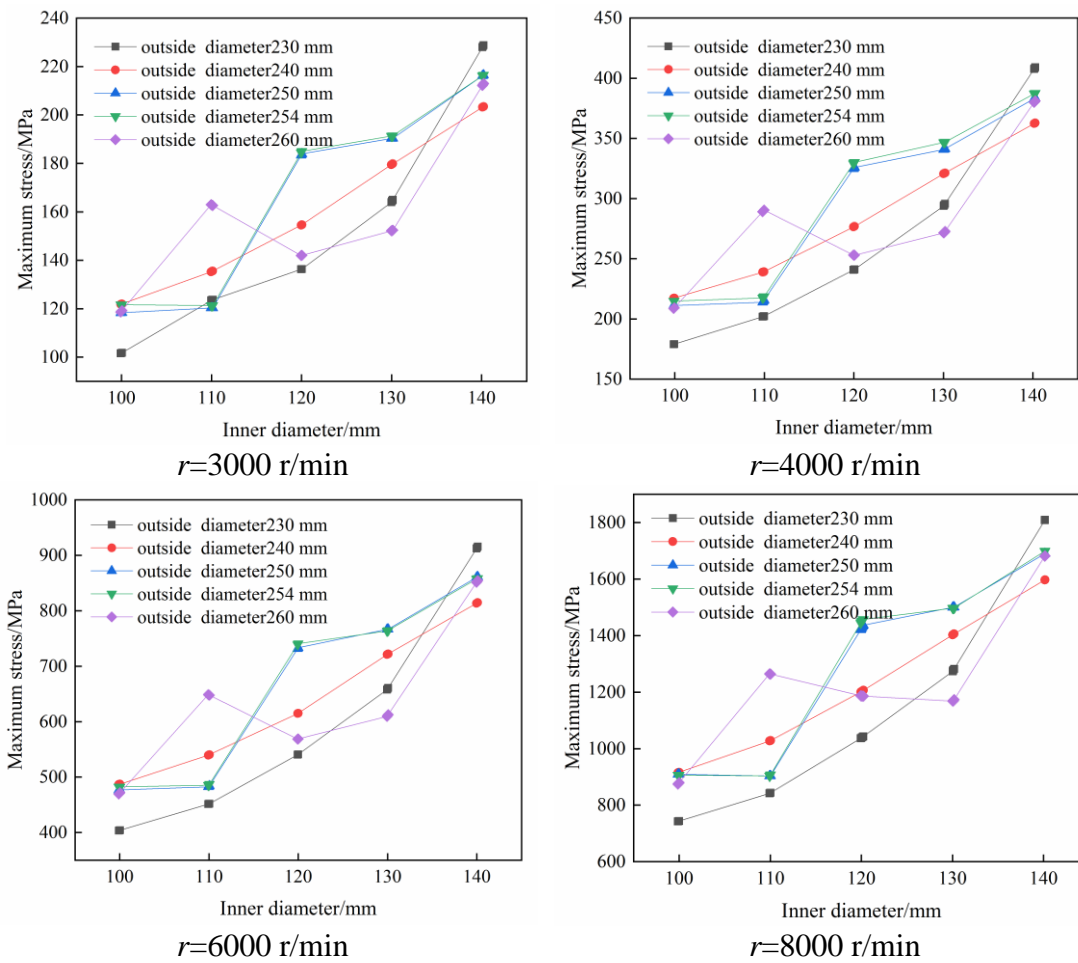 240
220
200
180
160
140
120
100
Maximum stress/MPa
outside diameter230 mm
outside diameter240 mm
outside diameter250 mm
outside diameter254 mm
outside diameter260 mm
100 110 120 130 140
Inner diameter/mm
r=3000 r/min
450
400
350
300
250
200
150
Maximum stress/MPa
outside diameter230 mm
outside diameter240 mm
outside diameter250 mm
outside diameter254 mm
outside diameter260 mm
100 110 120 130 140
Inner diameter/mm
r=4000 r/min
1000
900
800
700
600
500
400
Maximum stress/MPa
outside diameter230 mm
outside diameter240 mm
outside diameter250 mm
outside diameter254 mm
outside diameter260 mm
100 110 120 130 140
Inner diameter/mm
r=6000 r/min
1800
1600
1400
1200
1000
800
600
Maximum stress/MPa
outside diameter230 mm
outside diameter240 mm
outside diameter250 mm
outside diameter254 mm
outside diameter260 mm
100 110 120 130 140
Inner diameter/mm
r=8000 r/min